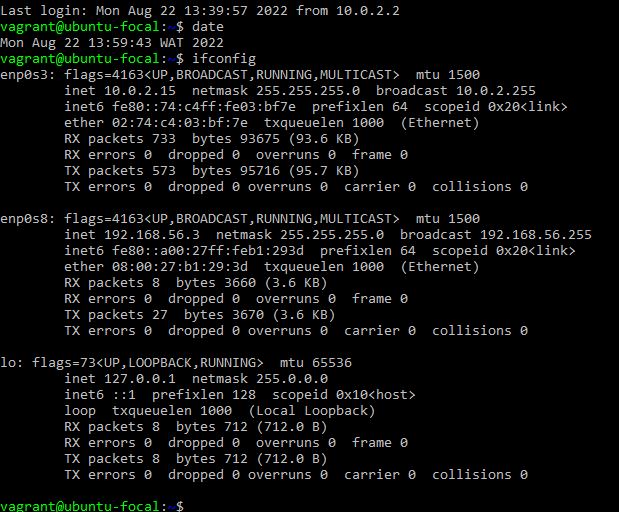 Last login: Mon Aug 22 13:39:57 2022 from 10.0.2.2
vagrant@ubuntu-focal:~$ date
Mon Aug 22 13:59:43 WAT 2022
vagrant@ubuntu-focal:~$ ifconfig
enp0s3: flags=4163<UP,BROADCAST,RUNNING,MULTICAST>  mtu 1500
        inet 10.0.2.15  netmask 255.255.255.0  broadcast 10.0.2.255
        inet6 fe80::74:c4ff:fe03:bf7e  prefixlen 64  scopeid 0x20<link>
        ether 02:74:c4:03:bf:7e  txqueuelen 1000  (Ethernet)
        RX packets 733  bytes 93675 (93.6 KB)
        RX errors 0  dropped 0  overruns 0  frame 0
        TX packets 573  bytes 95716 (95.7 KB)
        TX errors 0  dropped 0 overruns 0  carrier 0  collisions 0

enp0s8: flags=4163<UP,BROADCAST,RUNNING,MULTICAST>  mtu 1500
        inet 192.168.56.3  netmask 255.255.255.0  broadcast 192.168.56.255
        inet6 fe80::a00:27ff:feb1:293d  prefixlen 64  scopeid 0x20<link>
        ether 08:00:27:b1:29:3d  txqueuelen 1000  (Ethernet)
        RX packets 8  bytes 3660 (3.6 KB)
        RX errors 0  dropped 0  overruns 0  frame 0
        TX packets 27  bytes 3670 (3.6 KB)
        TX errors 0  dropped 0 overruns 0  carrier 0  collisions 0

lo: flags=73<UP,LOOPBACK,RUNNING>  mtu 65536
        inet 127.0.0.1  netmask 255.0.0.0
        inet6 ::1  prefixlen 128  scopeid 0x10<host>
        loop  txqueuelen 1000  (Local Loopback)
        RX packets 8  bytes 712 (712.0 B)
        RX errors 0  dropped 0  overruns 0  frame 0
        TX packets 8  bytes 712 (712.0 B)
        TX errors 0  dropped 0 overruns 0  carrier 0  collisions 0

vagrant@ubuntu-focal:~$